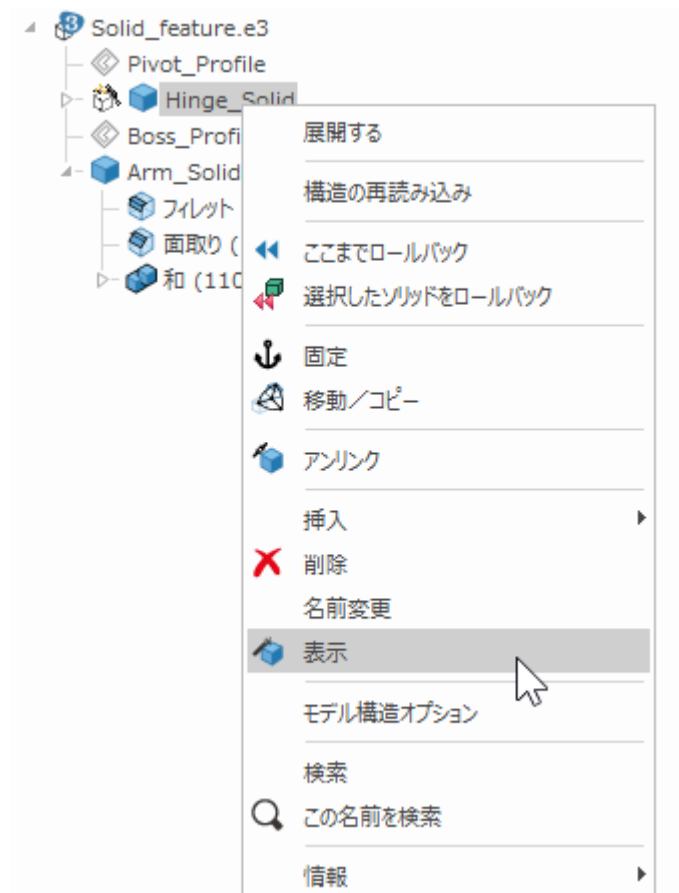 Solid_feature.e3
Pivot_Profile
Hinge_Solid
Boss_Profi
Arm_Solid
フィレット
面取り (
和 (110
展開する
構造の再読み込み
ここまでロールバック
選択したソリッドをロールバック
固定
移動／コピー
アンリンク
挿入
削除
名前変更
表示
モデル構造オプション
検索
この名前を検索
情報